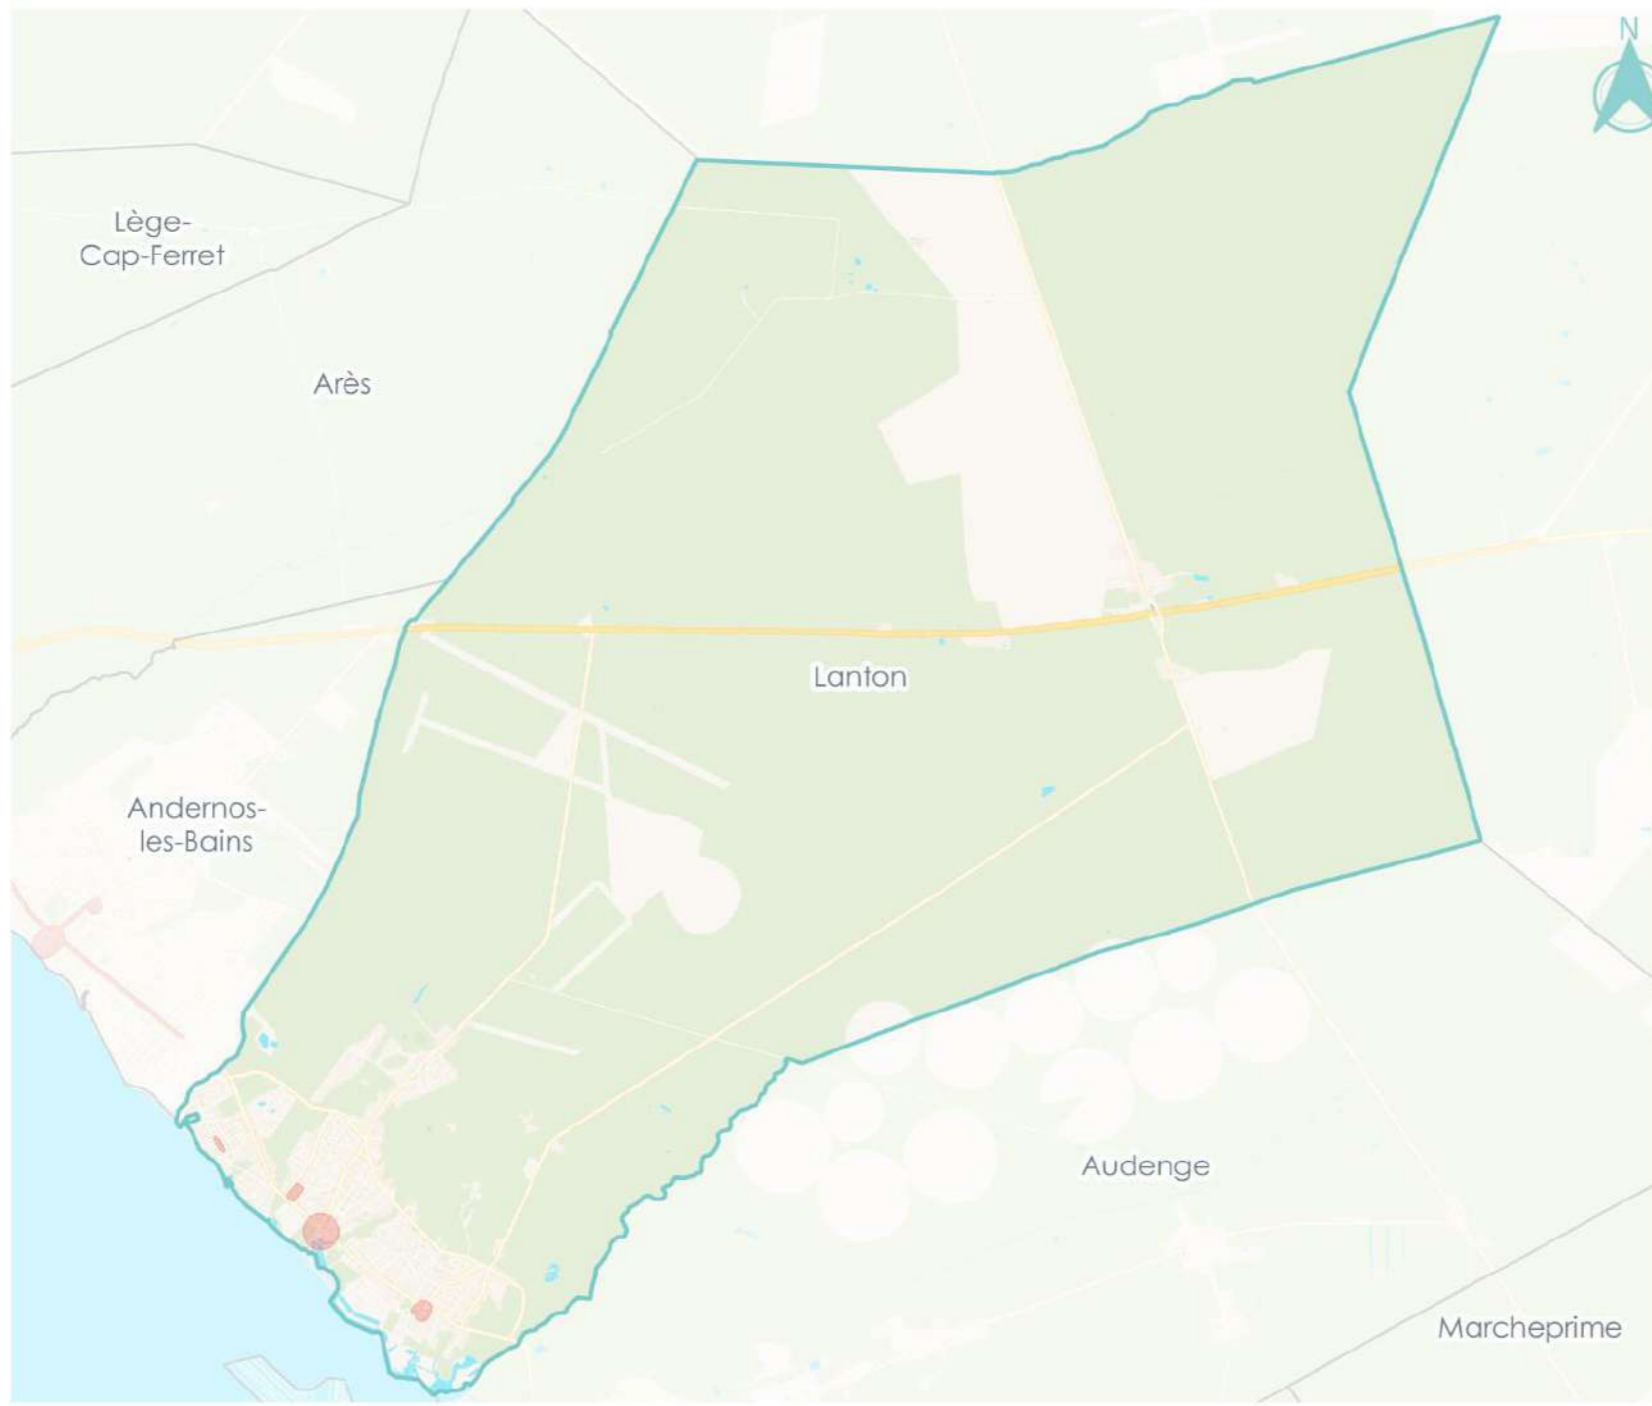 N
Lège-
Cap-Ferret
Arès
Lanton
Andernos-
les-Bains
Audenge
Marcheprime